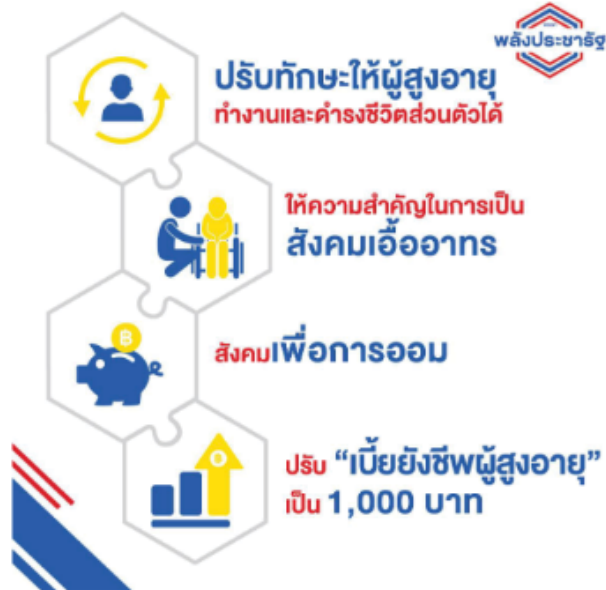 พลังประชารัฐ
ปรับทักษะให้ผู้สูงอายุ
ทำงานและดำรงชีวิตส่วนตัวได้
ให้ความสำคัญในการเป็น
สังคมเอื้ออาทร
สังคมเพื่อการออม
ปรับ “เบี้ยยังชีพผู้สูงอายุ”
เป็น 1,000 บาท